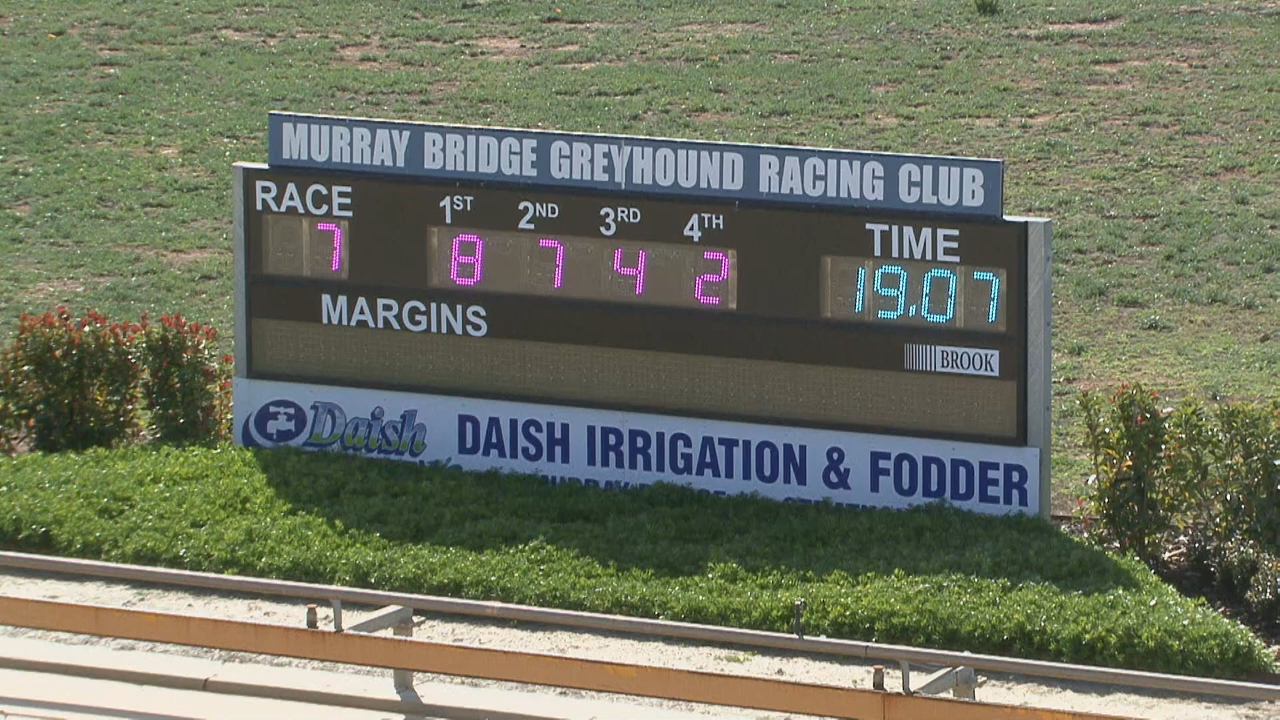 MURRAY BRIDGE GREYHOUND RACING CLUB
RACE 1ST 2ND 3RD 4TH TIME
7 8 7 4 2 19.07
MARGINS
BROOK
Daish DAISH IRRIGATION & FODDER